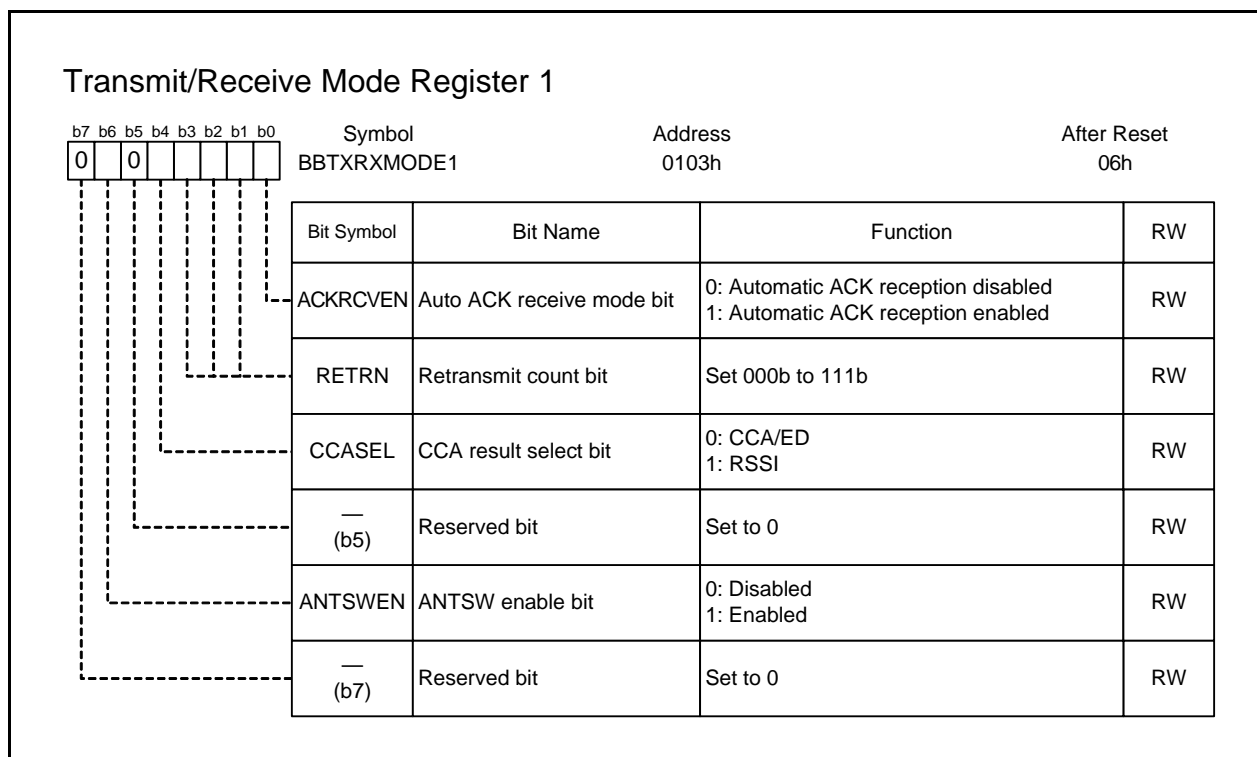 Transmit/Receive Mode Register 1
b7 b6 b5 b4 b3 b2 b1 b0 Symbol Address After Reset
0 0 BBTXRXMODE1 0103h 06h
Bit Symbol Bit Name Function RW
ACKRCVEN Auto ACK receive mode bit 0: Automatic ACK reception disabled
1: Automatic ACK reception enabled RW
RETRN Retransmit count bit Set 000b to 111b RW
CCASEL CCA result select bit 0: CCA/ED
1: RSSI RW
—
(b5) Reserved bit Set to 0 RW
ANTSWEN ANTSW enable bit 0: Disabled
1: Enabled RW
—
(b7) Reserved bit Set to 0 RW